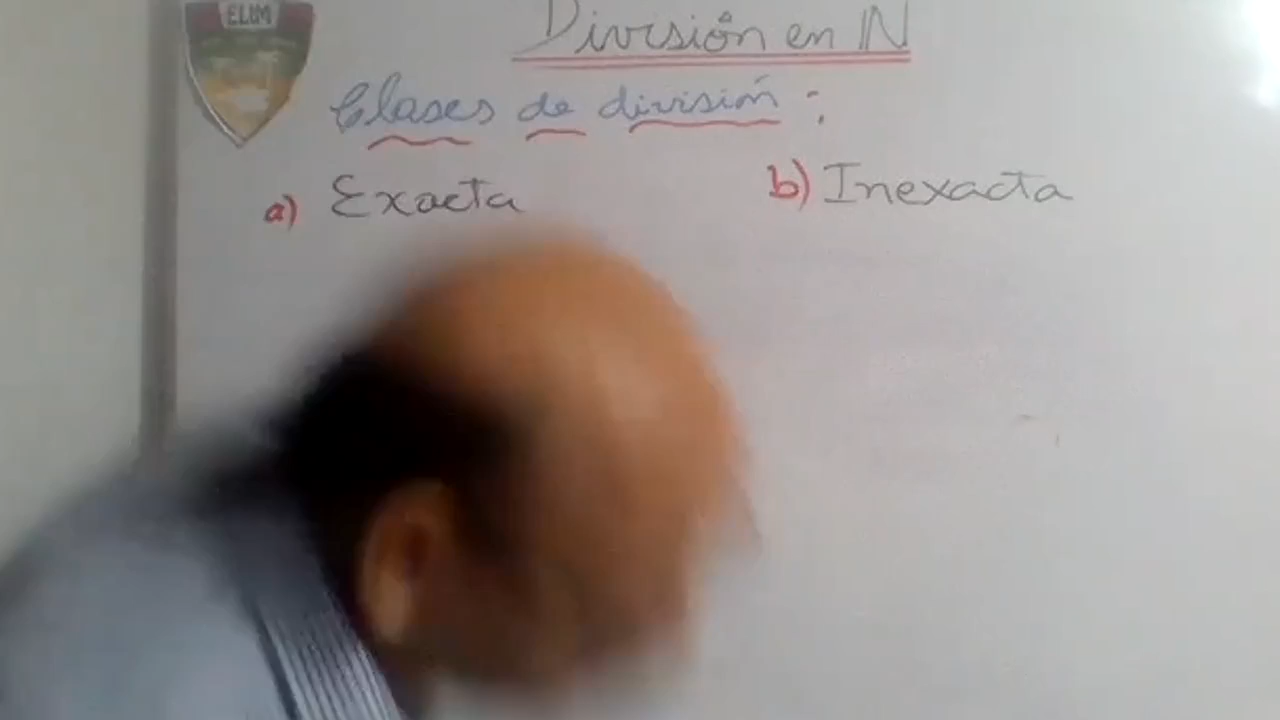 ELIM
División en ℕ
Clases de división :
a) Exacta
b) Inexacta